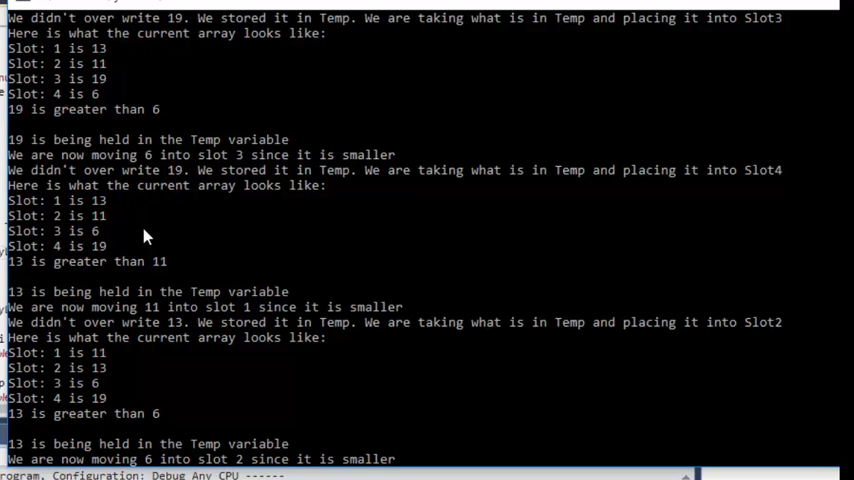 We didn't over write 19. We stored it in Temp. We are taking what is in Temp and placing it into Slot3
Here is what the current array looks like:
Slot: 1 is 13
Slot: 2 is 11
Slot: 3 is 19
Slot: 4 is 6
19 is greater than 6
19 is being held in the Temp variable
We are now moving 6 into slot 3 since it is smaller
We didn't over write 19. We stored it in Temp. We are taking what is in Temp and placing it into Slot4
Here is what the current array looks like:
Slot: 1 is 13
Slot: 2 is 11
Slot: 3 is 6
Slot: 4 is 19
13 is greater than 11
13 is being held in the Temp variable
We are now moving 11 into slot 1 since it is smaller
We didn't over write 13. We stored it in Temp. We are taking what is in Temp and placing it into Slot2
Here is what the current array looks like:
Slot: 1 is 11
Slot: 2 is 13
Slot: 3 is 6
Slot: 4 is 19
13 is greater than 6
13 is being held in the Temp variable
We are now moving 6 into slot 2 since it is smaller
rogram, Configuration: Debug Any CPU ------